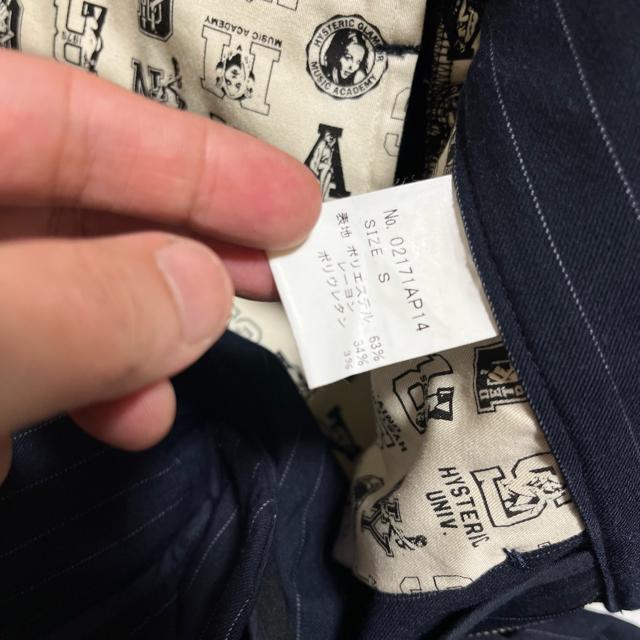 No. 02171AP14
SIZE S
表地 ポリエステル 63%
レーヨン 34%
ポリウレタン 3%
HYSTERIC GLAMOUR
MUSIC ACADEMY
H
MUSIC ACADEMY
HYSTERIC
UNIV.